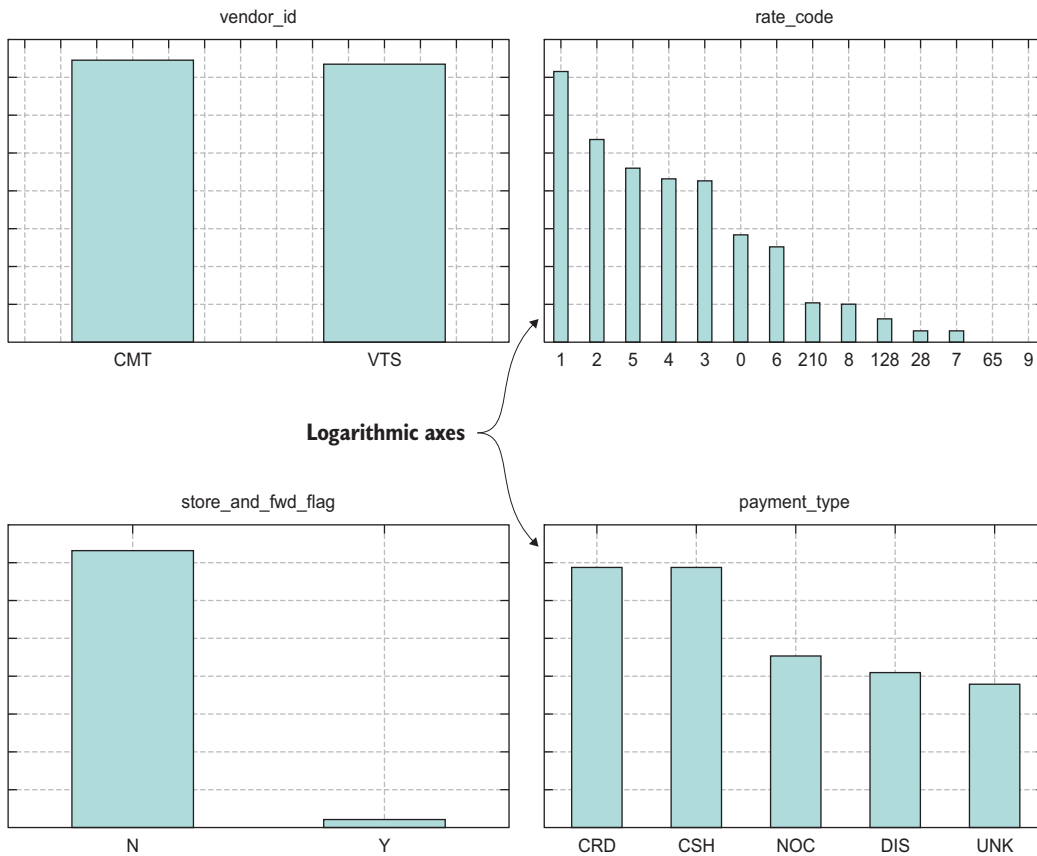 vendor_id
rate_code
CMT VTS
1 2 5 4 3 0 6 210 8 128 28 7 65 9
Logarithmic axes
store_and_fwd_flag
payment_type
N Y
CRD CSH NOC DIS UNK